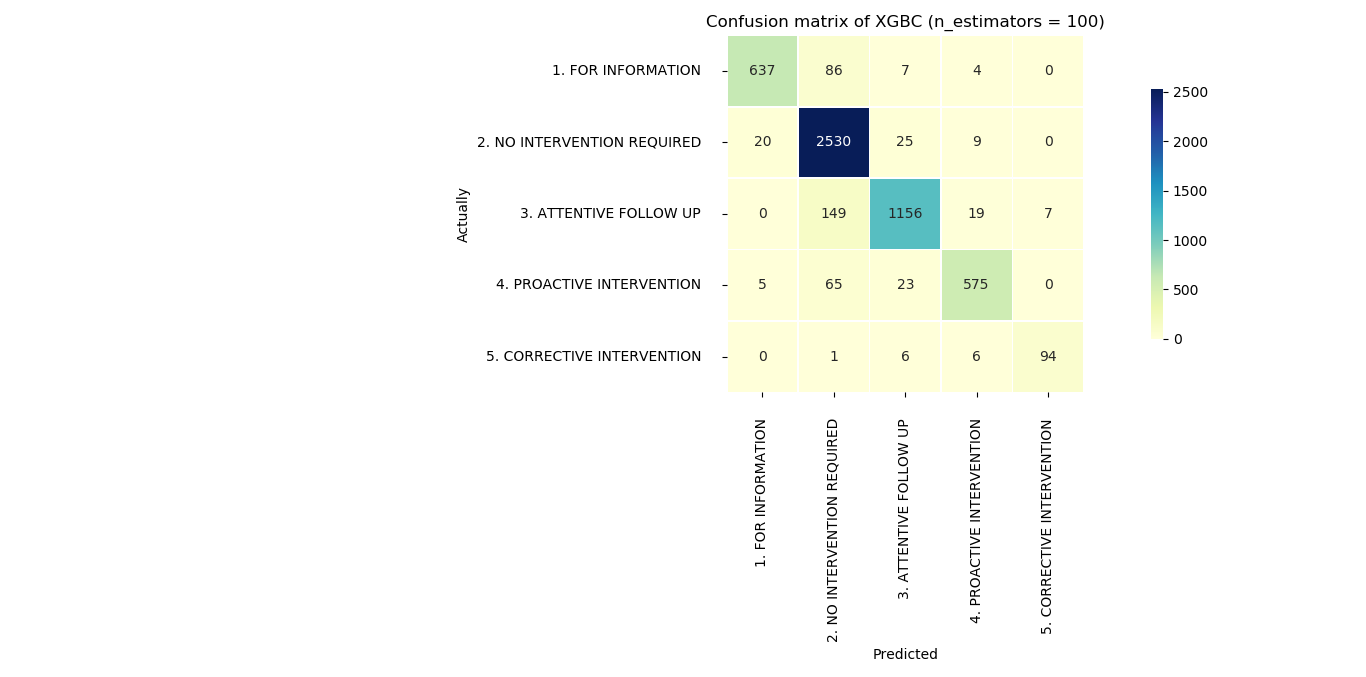 Confusion matrix of XGBC (n_estimators = 100)
1. FOR INFORMATION 637 86 7 4 0
2. NO INTERVENTION REQUIRED 20 2530 25 9 0
3. ATTENTIVE FOLLOW UP 0 149 1156 19 7
4. PROACTIVE INTERVENTION 5 65 23 575 0
5. CORRECTIVE INTERVENTION 0 1 6 6 94
Actually
1. FOR INFORMATION
2. NO INTERVENTION REQUIRED
3. ATTENTIVE FOLLOW UP
4. PROACTIVE INTERVENTION
5. CORRECTIVE INTERVENTION
Predicted
2500
2000
1500
1000
500
0